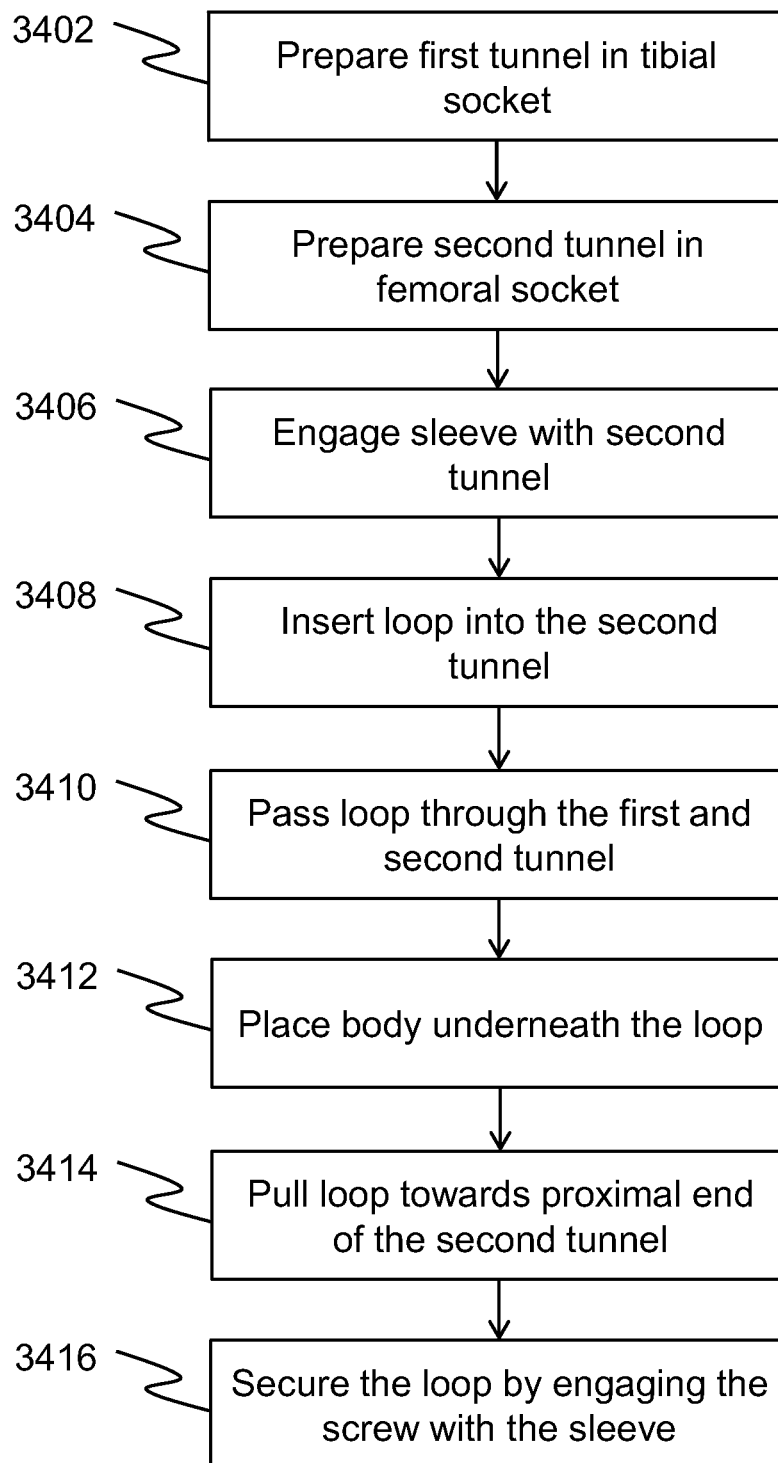 3402
Prepare first tunnel in tibial
socket
3404
Prepare second tunnel in
femoral socket
3406
Engage sleeve with second
tunnel
3408
Insert loop into the second
tunnel
3410
Pass loop through the first and
second tunnel
3412
Place body underneath the loop
3414
Pull loop towards proximal end
of the second tunnel
3416
Secure the loop by engaging the
screw with the sleeve